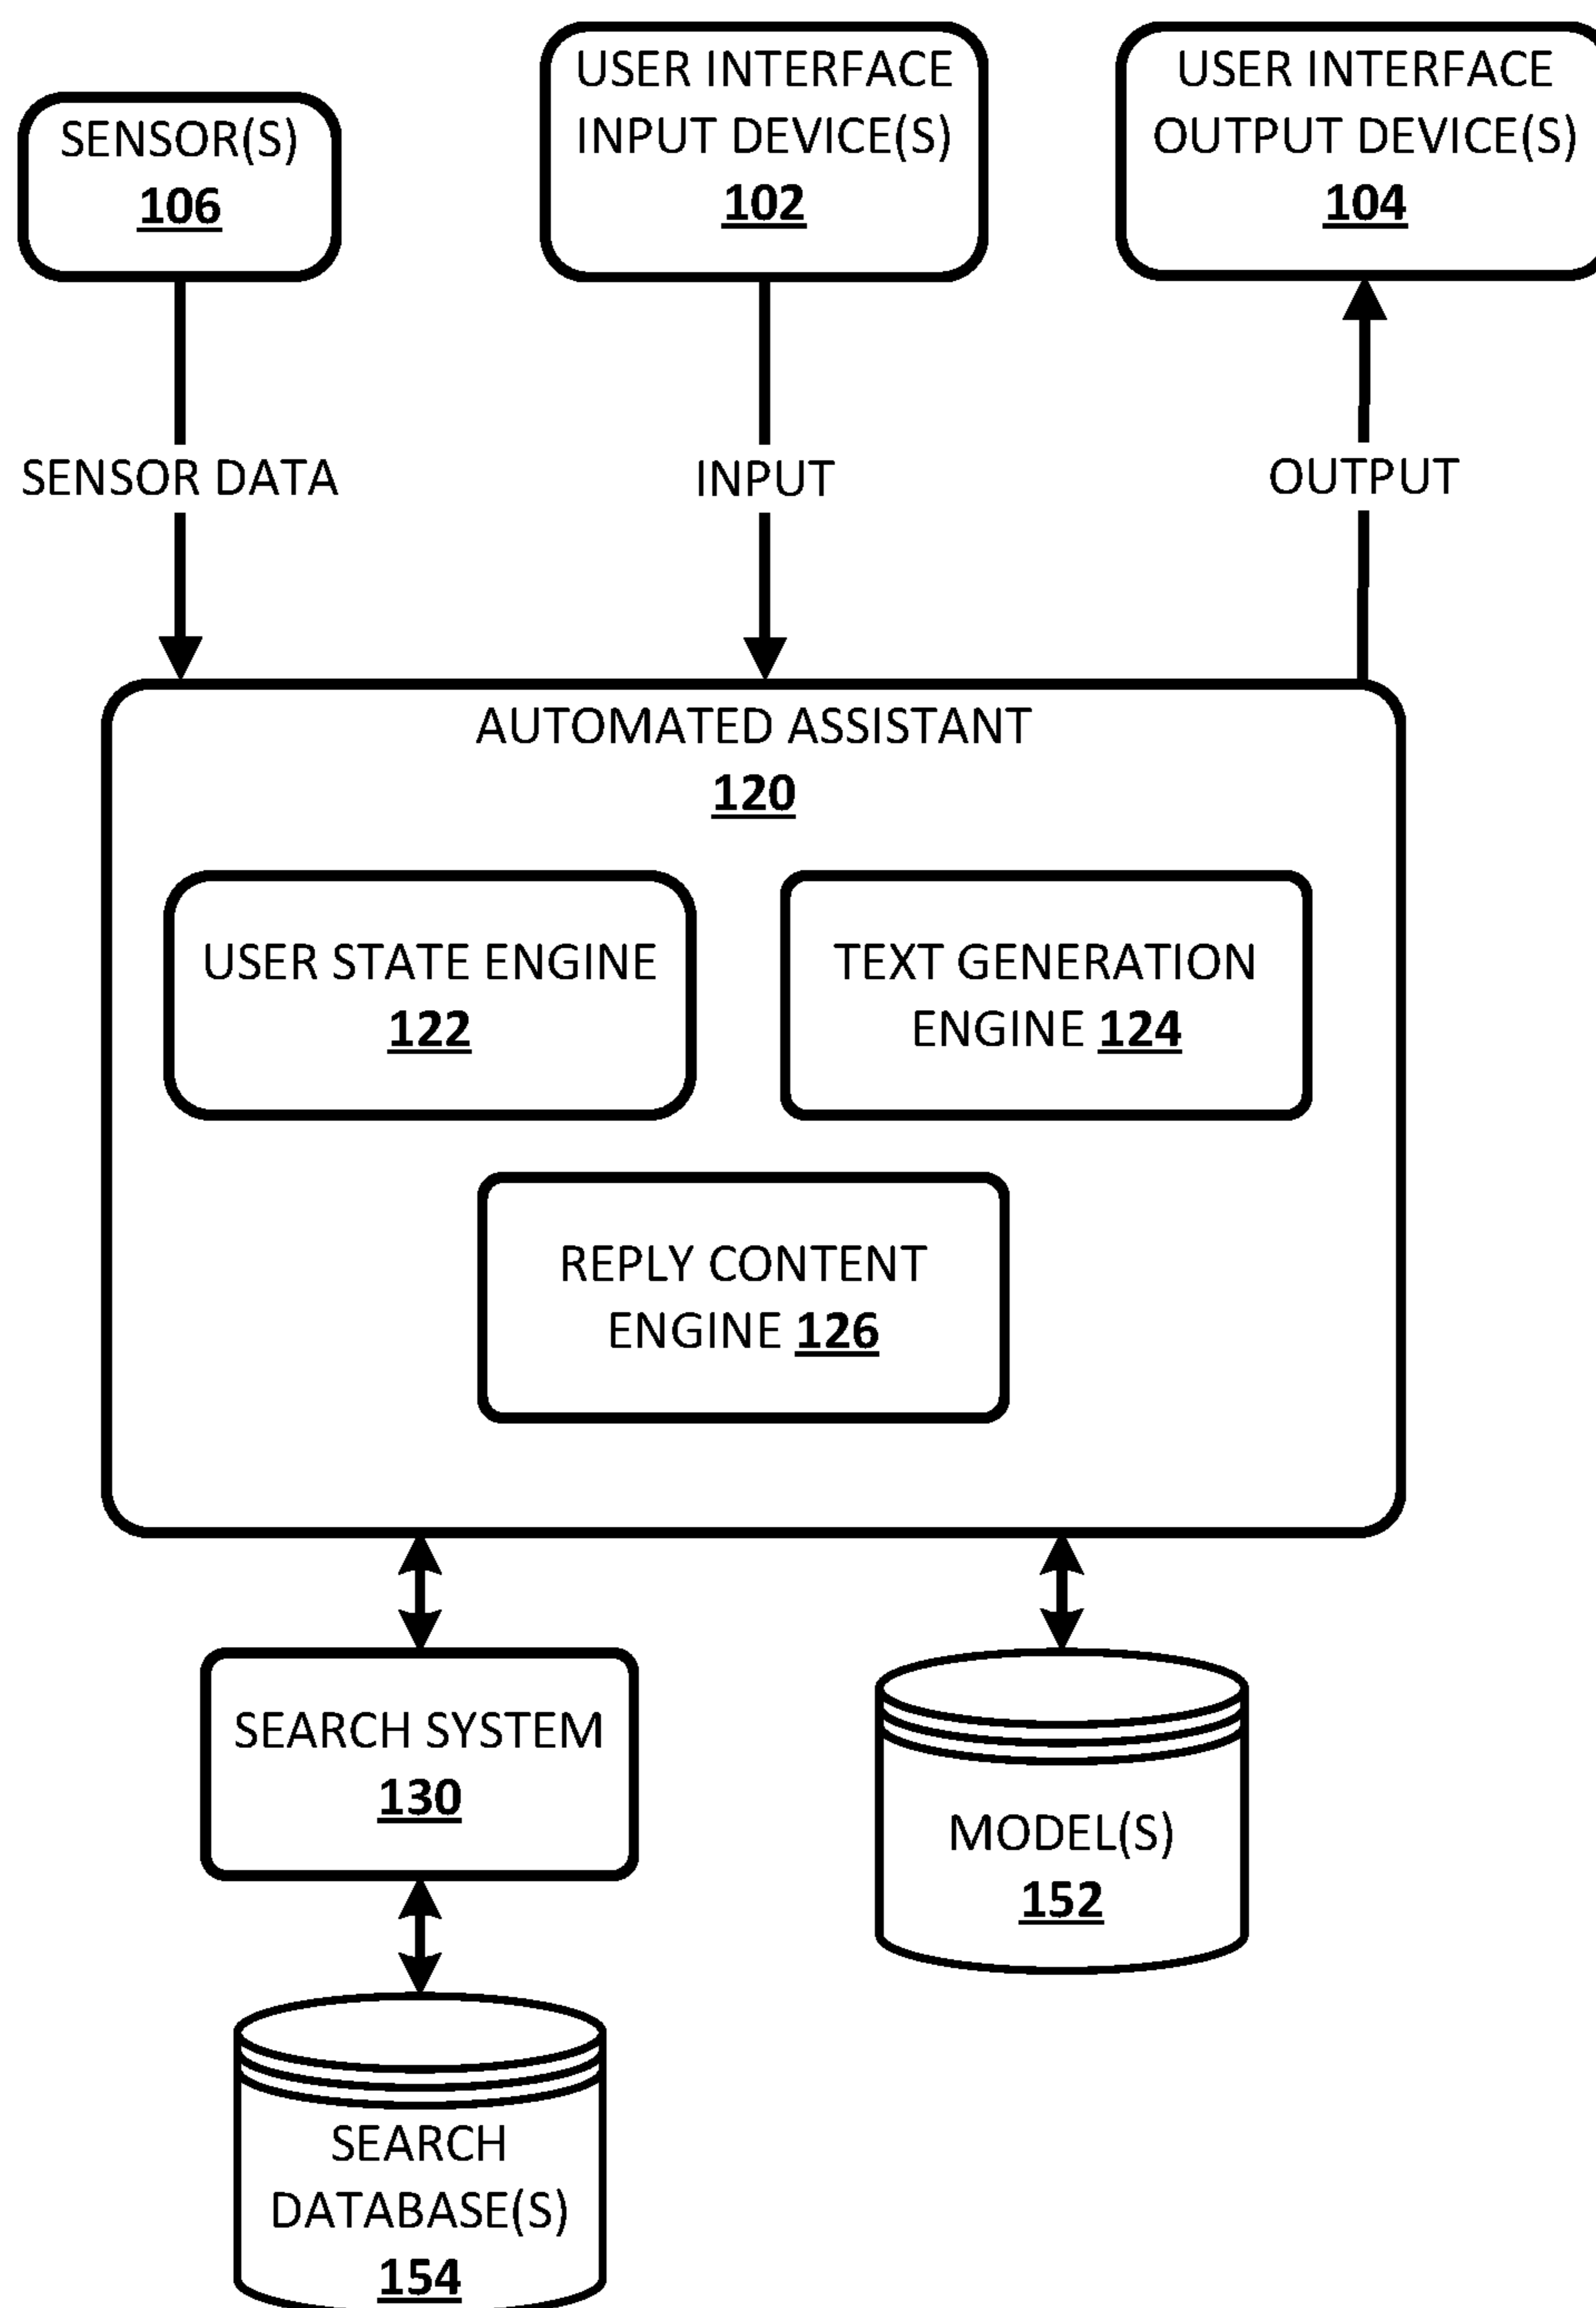 SENSOR(S)
106
USER INTERFACE
INPUT DEVICE(S)
102
USER INTERFACE
OUTPUT DEVICE(S)
104
SENSOR DATA
INPUT
OUTPUT
AUTOMATED ASSISTANT
120
USER STATE ENGINE
122
TEXT GENERATION
ENGINE 124
REPLY CONTENT
ENGINE 126
SEARCH SYSTEM
130
MODEL(S)
152
SEARCH
DATABASE(S)
154